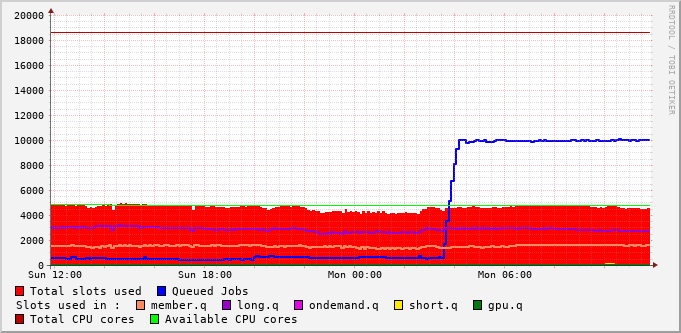 20000
18000
16000
14000
12000
10000
8000
6000
4000
2000
0
Sun 12:00 Sun 18:00 Mon 00:00 Mon 06:00
Total slots used Queued Jobs
Slots used in : member.q long.q ondemand.q short.q gpu.q
Total CPU cores Available CPU cores
RRDTOOL / TOBI OETIKER